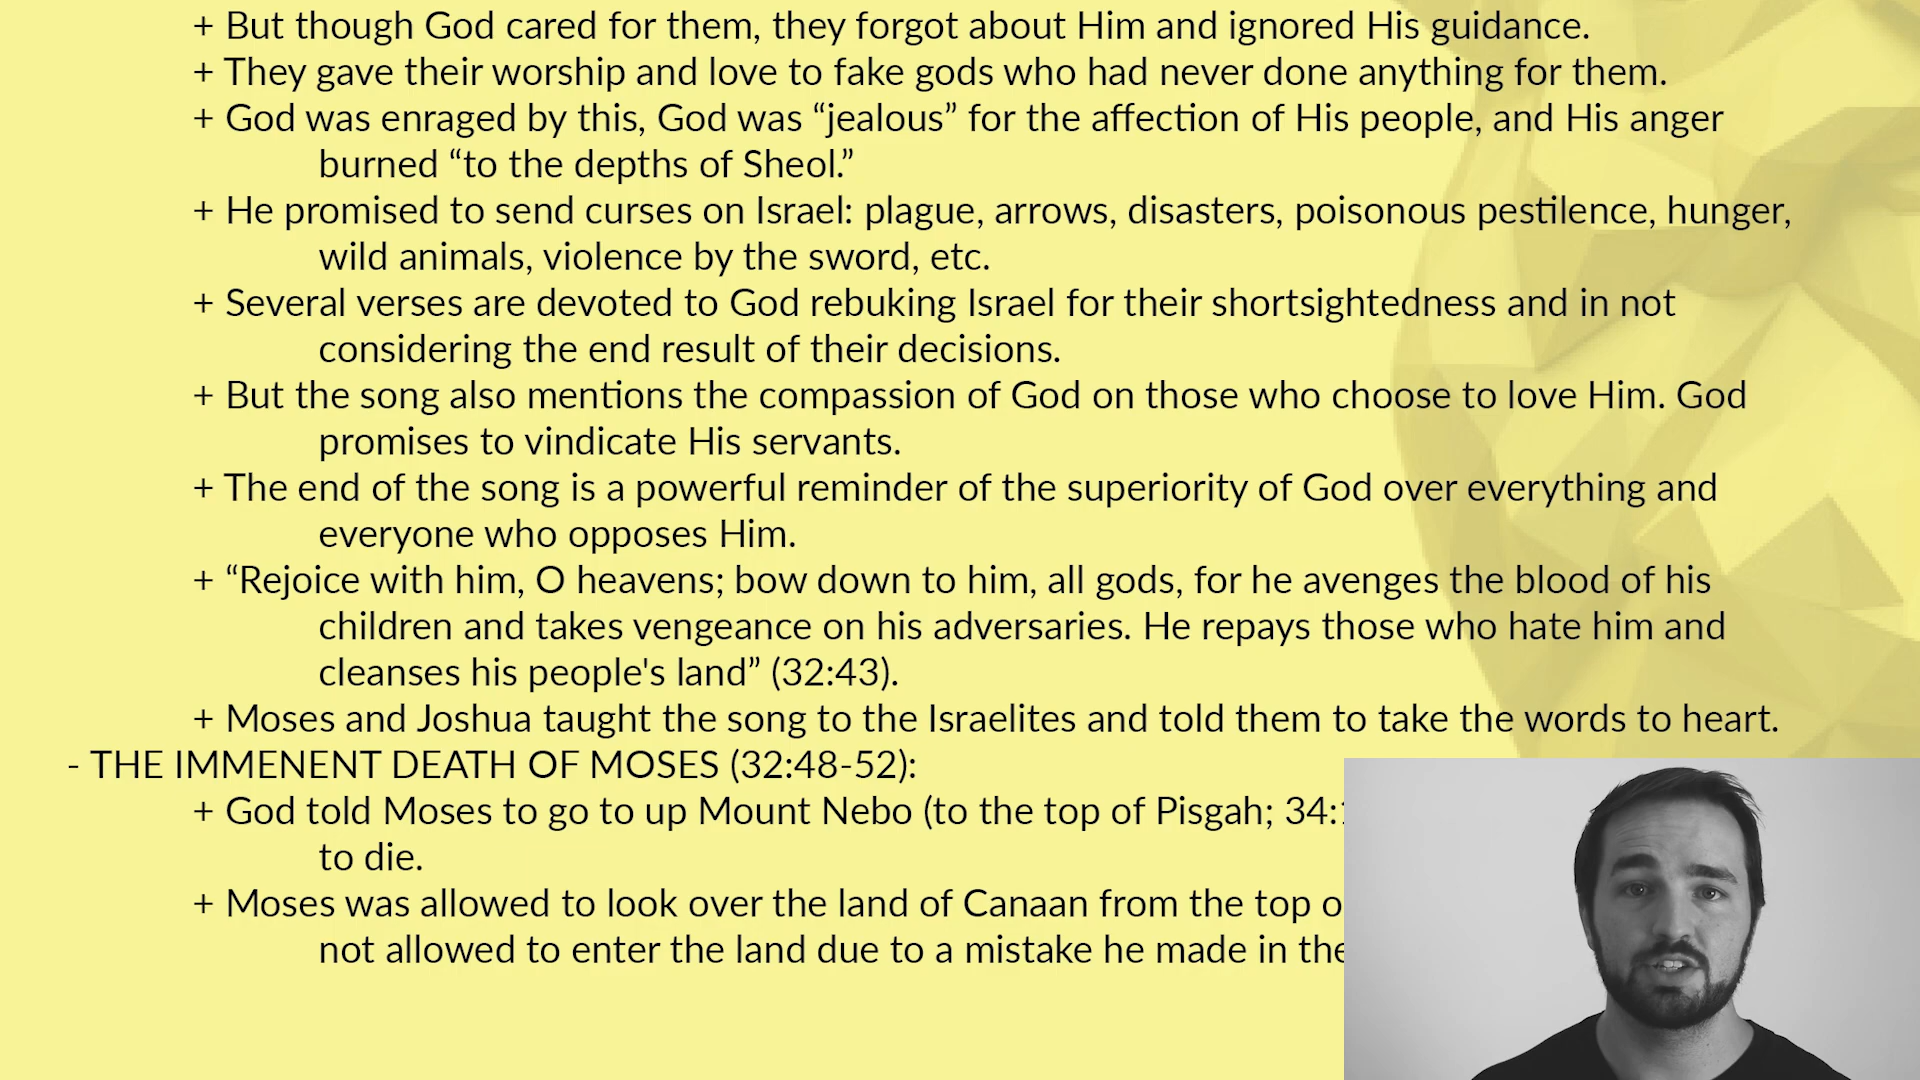 + But though God cared for them, they forgot about Him and ignored His guidance.
+ They gave their worship and love to fake gods who had never done anything for them.
+ God was enraged by this, God was “jealous” for the affection of His people, and His anger
burned “to the depths of Sheol.”
+ He promised to send curses on Israel: plague, arrows, disasters, poisonous pestilence, hunger,
wild animals, violence by the sword, etc.
+ Several verses are devoted to God rebuking Israel for their shortsightedness and in not
considering the end result of their decisions.
+ But the song also mentions the compassion of God on those who choose to love Him. God
promises to vindicate His servants.
+ The end of the song is a powerful reminder of the superiority of God over everything and
everyone who opposes Him.
+ “Rejoice with him, O heavens; bow down to him, all gods, for he avenges the blood of his
children and takes vengeance on his adversaries. He repays those who hate him and
cleanses his people's land” (32:43).
+ Moses and Joshua taught the song to the Israelites and told them to take the words to heart.
- THE IMMENENT DEATH OF MOSES (32:48-52):
+ God told Moses to go to up Mount Nebo (to the top of Pisgah; 34:
to die.
+ Moses was allowed to look over the land of Canaan from the top
not allowed to enter the land due to a mistake he made in the